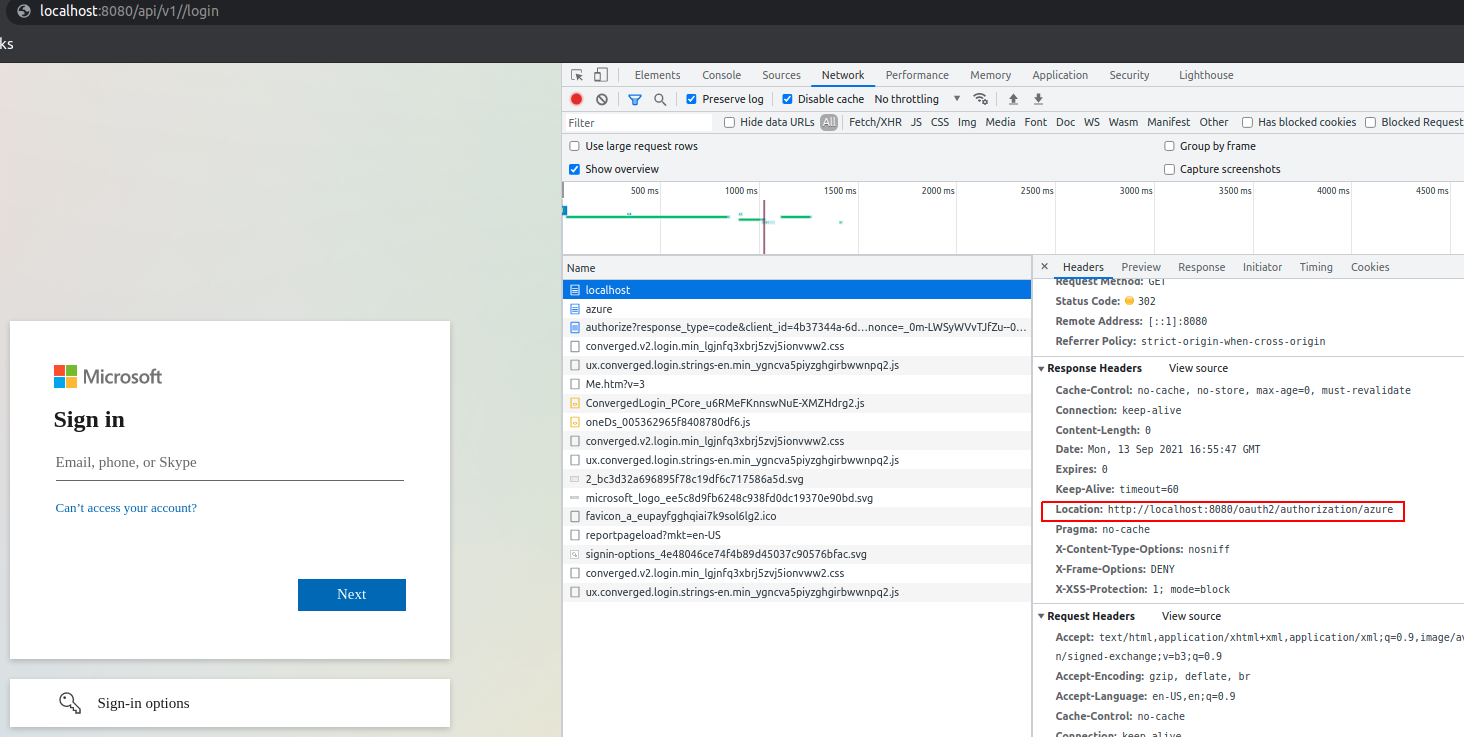 localhost:8080/api/v1//login
ks
Elements Console Sources Network Performance Memory Application Security Lighthouse
Preserve log Disable cache No throttling
Filter Hide data URLs All Fetch/XHR JS CSS Img Media Font Doc WS Wasm Manifest Other Has blocked cookies Blocked Request
Use large request rows Group by frame
Show overview Capture screenshots
500 ms 1000 ms 1500 ms 2000 ms 2500 ms 3000 ms 3500 ms 4000 ms 4500 ms
Microsoft
Sign in
Email, phone, or Skype
Can't access your account?
Next
Sign-in options
Name
localhost
azure
authorize?response_type=code&client_id=4b37344a-6d…nonce=_0m-LWSyWVvTJfZu--0…
converged.v2.login.min_lgjnfq3xbrj5zvj5ionvww2.css
ux.converged.login.strings-en.min_ygncva5piyzghgirbwwnpq2.js
Me.htm?v=3
ConvergedLogin_PCore_u6RMeFKnnswNuE-XMZHdrg2.js
oneDs_005362965f8408780df6.js
converged.v2.login.min_lgjnfq3xbrj5zvj5ionvww2.css
ux.converged.login.strings-en.min_ygncva5piyzghgirbwwnpq2.js
2_bc3d32a696895f78c19df6c717586a5d.svg
microsoft_logo_ee5c8d9fb6248c938fd0dc19370e90bd.svg
favicon_a_eupayfgghqiai7k9sol6lg2.ico
reportpageload?mkt=en-US
signin-options_4e48046ce74f4b89d45037c90576bfac.svg
converged.v2.login.min_lgjnfq3xbrj5zvj5ionvww2.css
ux.converged.login.strings-en.min_ygncva5piyzghgirbwwnpq2.js
Headers Preview Response Initiator Timing Cookies
Request Method: GET
Status Code: 302
Remote Address: [::1]:8080
Referrer Policy: strict-origin-when-cross-origin
Response Headers View source
Cache-Control: no-cache, no-store, max-age=0, must-revalidate
Connection: keep-alive
Content-Length: 0
Date: Mon, 13 Sep 2021 16:55:47 GMT
Expires: 0
Keep-Alive: timeout=60
Location: http://localhost:8080/oauth2/authorization/azure
Pragma: no-cache
X-Content-Type-Options: nosniff
X-Frame-Options: DENY
X-XSS-Protection: 1; mode=block
Request Headers View source
Accept: text/html,application/xhtml+xml,application/xml;q=0.9,image/av
n/signed-exchange;v=b3;q=0.9
Accept-Encoding: gzip, deflate, br
Accept-Language: en-US,en;q=0.9
Cache-Control: no-cache
Connection: keep-alive